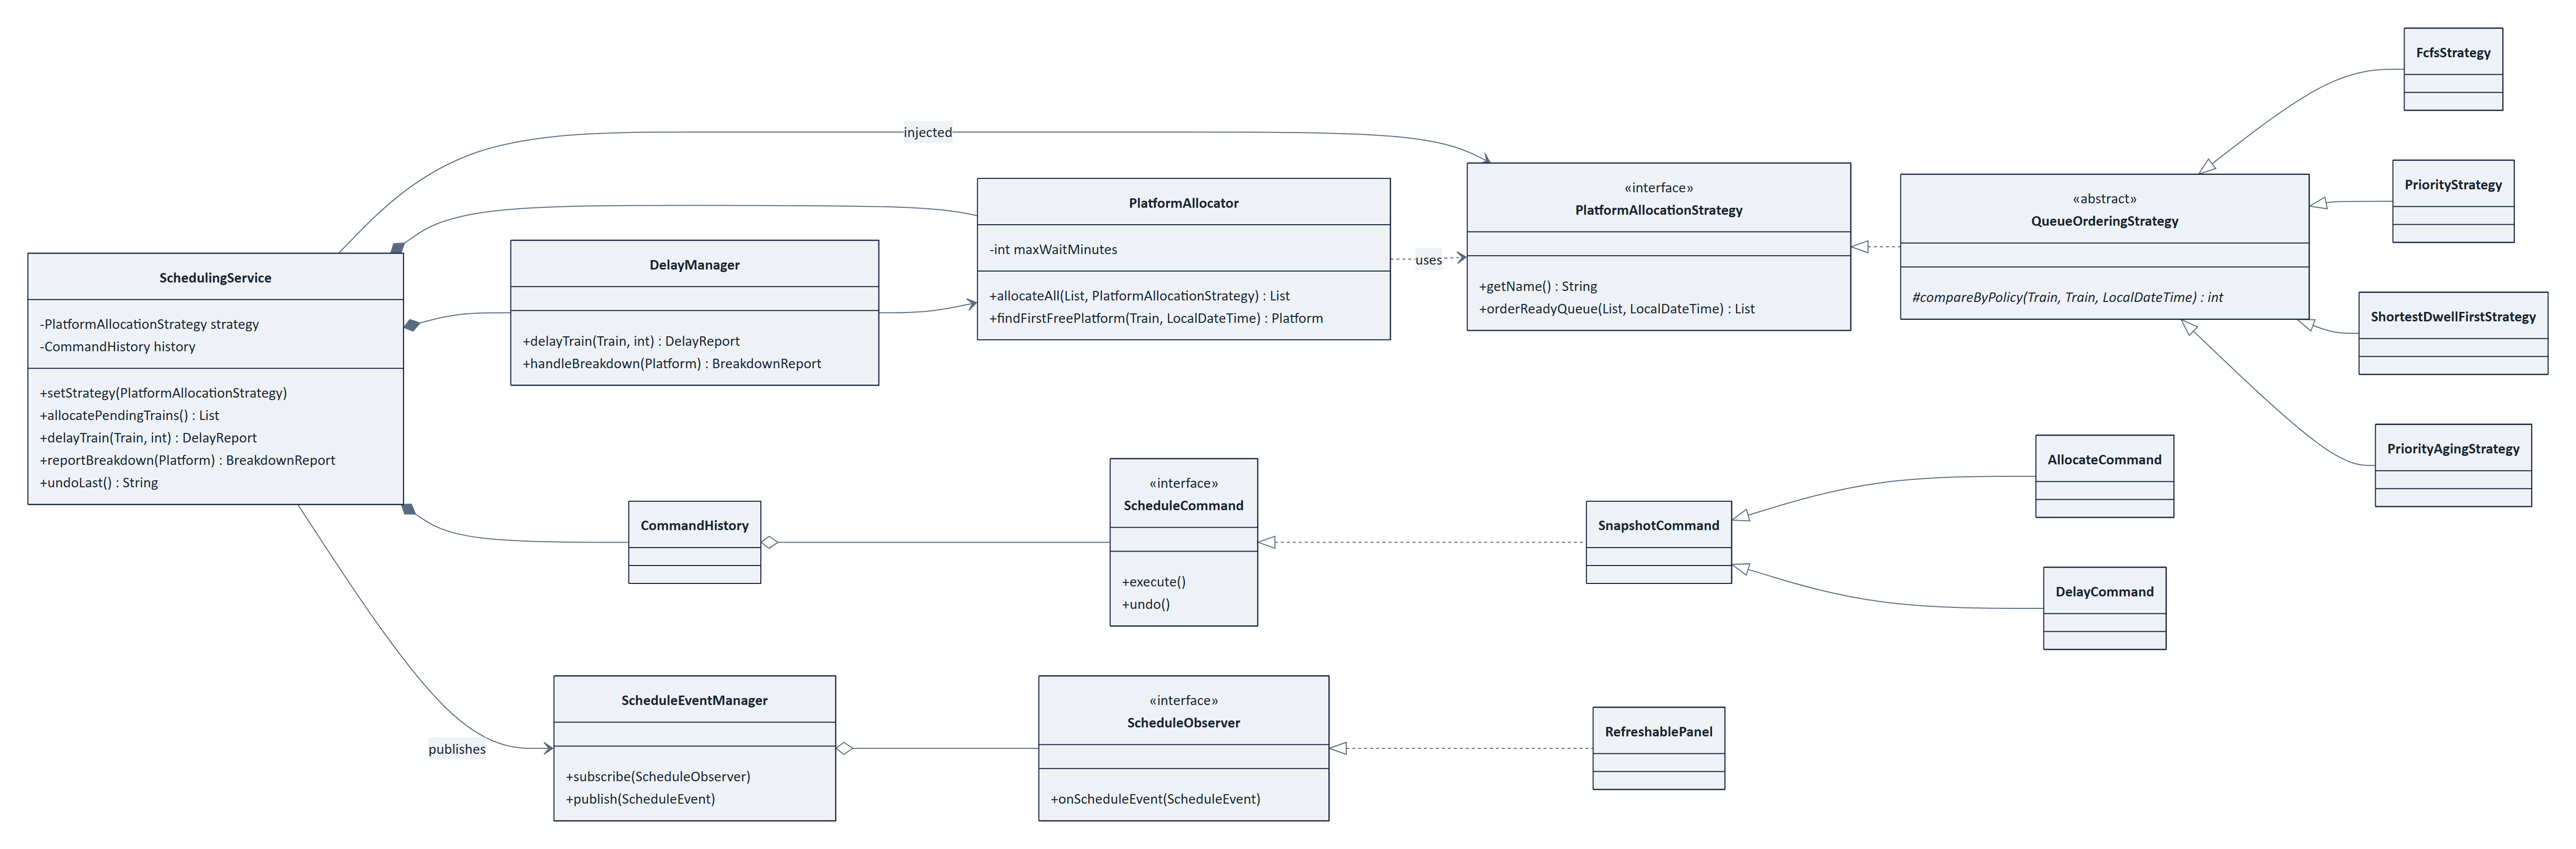 FcfsStrategy
injected
PriorityStrategy
«interface»
PlatformAllocationStrategy
+getName() : String
+orderReadyQueue(List, LocalDateTime) : List
«abstract»
QueueOrderingStrategy
#compareByPolicy(Train, Train, LocalDateTime) : int
PlatformAllocator
-int maxWaitMinutes
+allocateAll(List, PlatformAllocationStrategy) : List
+findFirstFreePlatform(Train, LocalDateTime) : Platform
uses
DelayManager
+delayTrain(Train, int) : DelayReport
+handleBreakdown(Platform) : BreakdownReport
SchedulingService
-PlatformAllocationStrategy strategy
-CommandHistory history
+setStrategy(PlatformAllocationStrategy)
+allocatePendingTrains() : List
+delayTrain(Train, int) : DelayReport
+reportBreakdown(Platform) : BreakdownReport
+undoLast() : String
ShortestDwellFirstStrategy
PriorityAgingStrategy
AllocateCommand
«interface»
ScheduleCommand
+execute()
+undo()
CommandHistory
SnapshotCommand
DelayCommand
publishes
ScheduleEventManager
+subscribe(ScheduleObserver)
+publish(ScheduleEvent)
«interface»
ScheduleObserver
+onScheduleEvent(ScheduleEvent)
RefreshablePanel